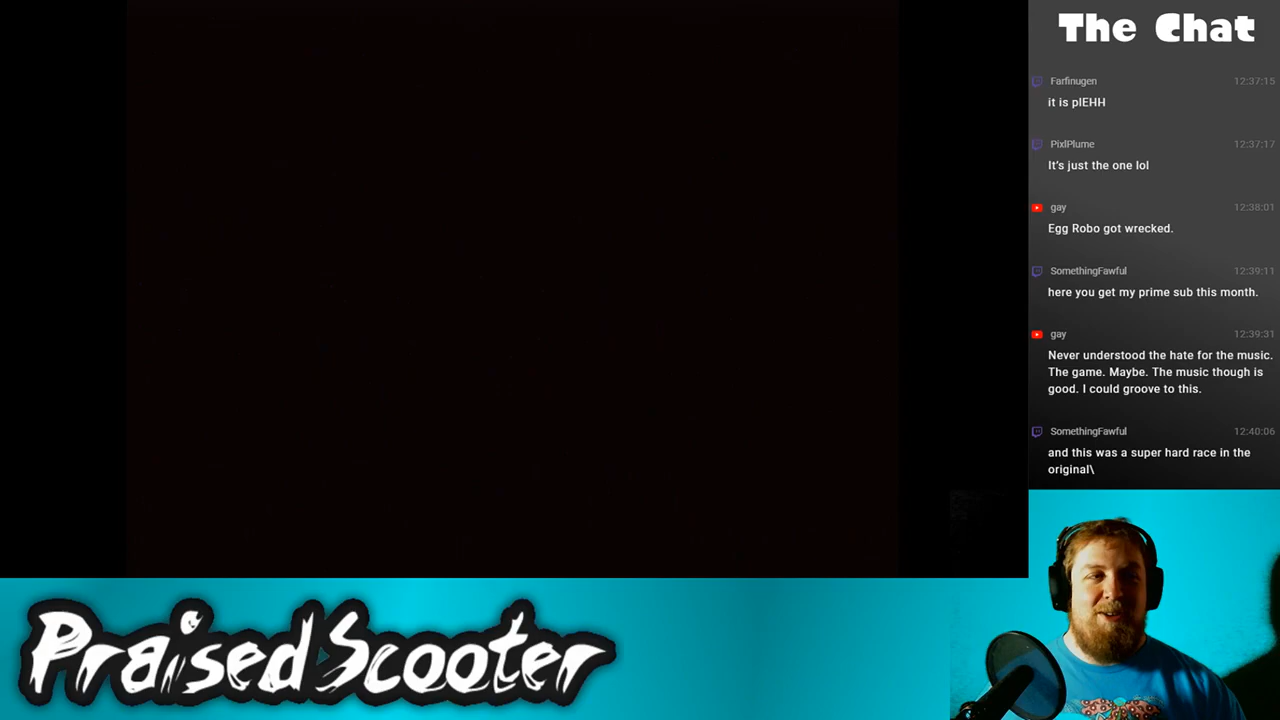 The Chat
Farfinugen 12:37:15
it is plEHH
PixlPlume 12:37:17
It's just the one lol
gay 12:38:01
Egg Robo got wrecked.
SomethingFawful 12:39:11
here you get my prime sub this month.
gay 12:39:31
Never understood the hate for the music.
The game. Maybe. The music though is
good. I could groove to this.
SomethingFawful 12:40:06
and this was a super hard race in the
original\
PraisedScooter